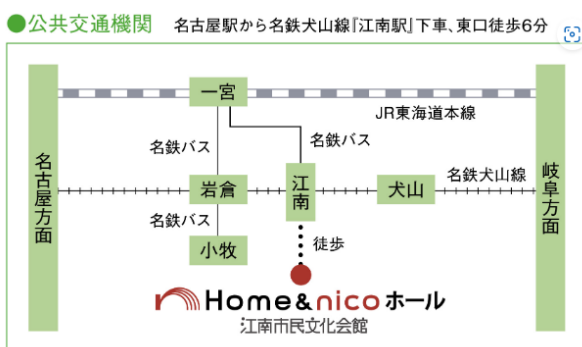 ●公共交通機関 名古屋駅から名鉄犬山線『江南駅』下車、東口徒歩6分
一宮
JR東海道本線
名鉄バス
名鉄バス
名古屋方面
岩倉
江南
犬山
名鉄犬山線
岐阜方面
名鉄バス
小牧
徒歩
Home&nicoホール
江南市民文化会館